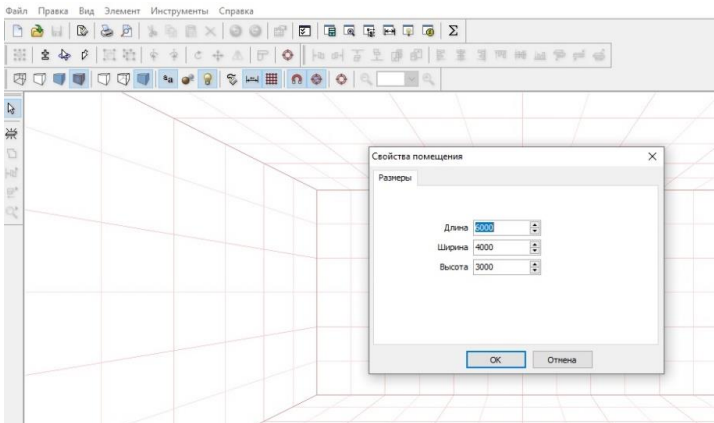 Файл Правка Вид Элемент Инструменты Справка
Свойства помещения
Размеры
Длина 6000
Ширина 4000
Высота 3000
OK Отмена